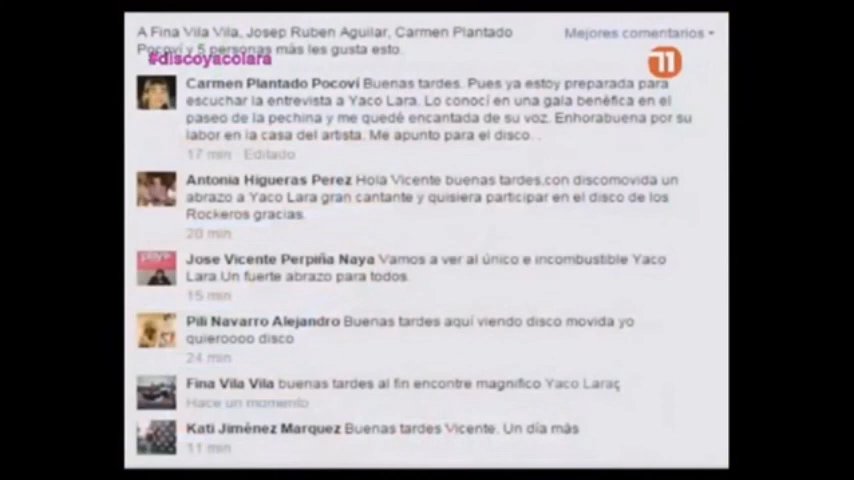 A Fina Vila Vila, Josep Ruben Aguilar, Carmen Plantado
Pocoví y 5 personas más les gusta esto.
Mejores comentarios
#discoyacolara
11
Carmen Plantado Pocoví Buenas tardes. Pues ya estoy preparada para
escuchar la entrevista a Yaco Lara. Lo conocí en una gala benéfica en el
paseo de la pechina y me quedé encantada de su voz. Enhorabuena por su
labor en la casa del artista. Me apunto para el disco. .
17 min · Editado
Antonia Higueras Perez Hola Vicente buenas tardes,con discomovida un
abrazo a Yaco Lara gran cantante y quisiera participar en el disco de los
Rockeros gracias.
20 min
Jose Vicente Perpiña Naya Vamos a ver al único e incombustible Yaco
Lara.Un fuerte abrazo para todos.
15 min
Pili Navarro Alejandro Buenas tardes aquí viendo disco movida yo
quieroooo disco
24 min
Fina Vila Vila buenas tardes al fin encontre magnifico Yaco Laraç
Hace un momento
Kati Jiménez Marquez Buenas tardes Vicente. Un día más
11 min